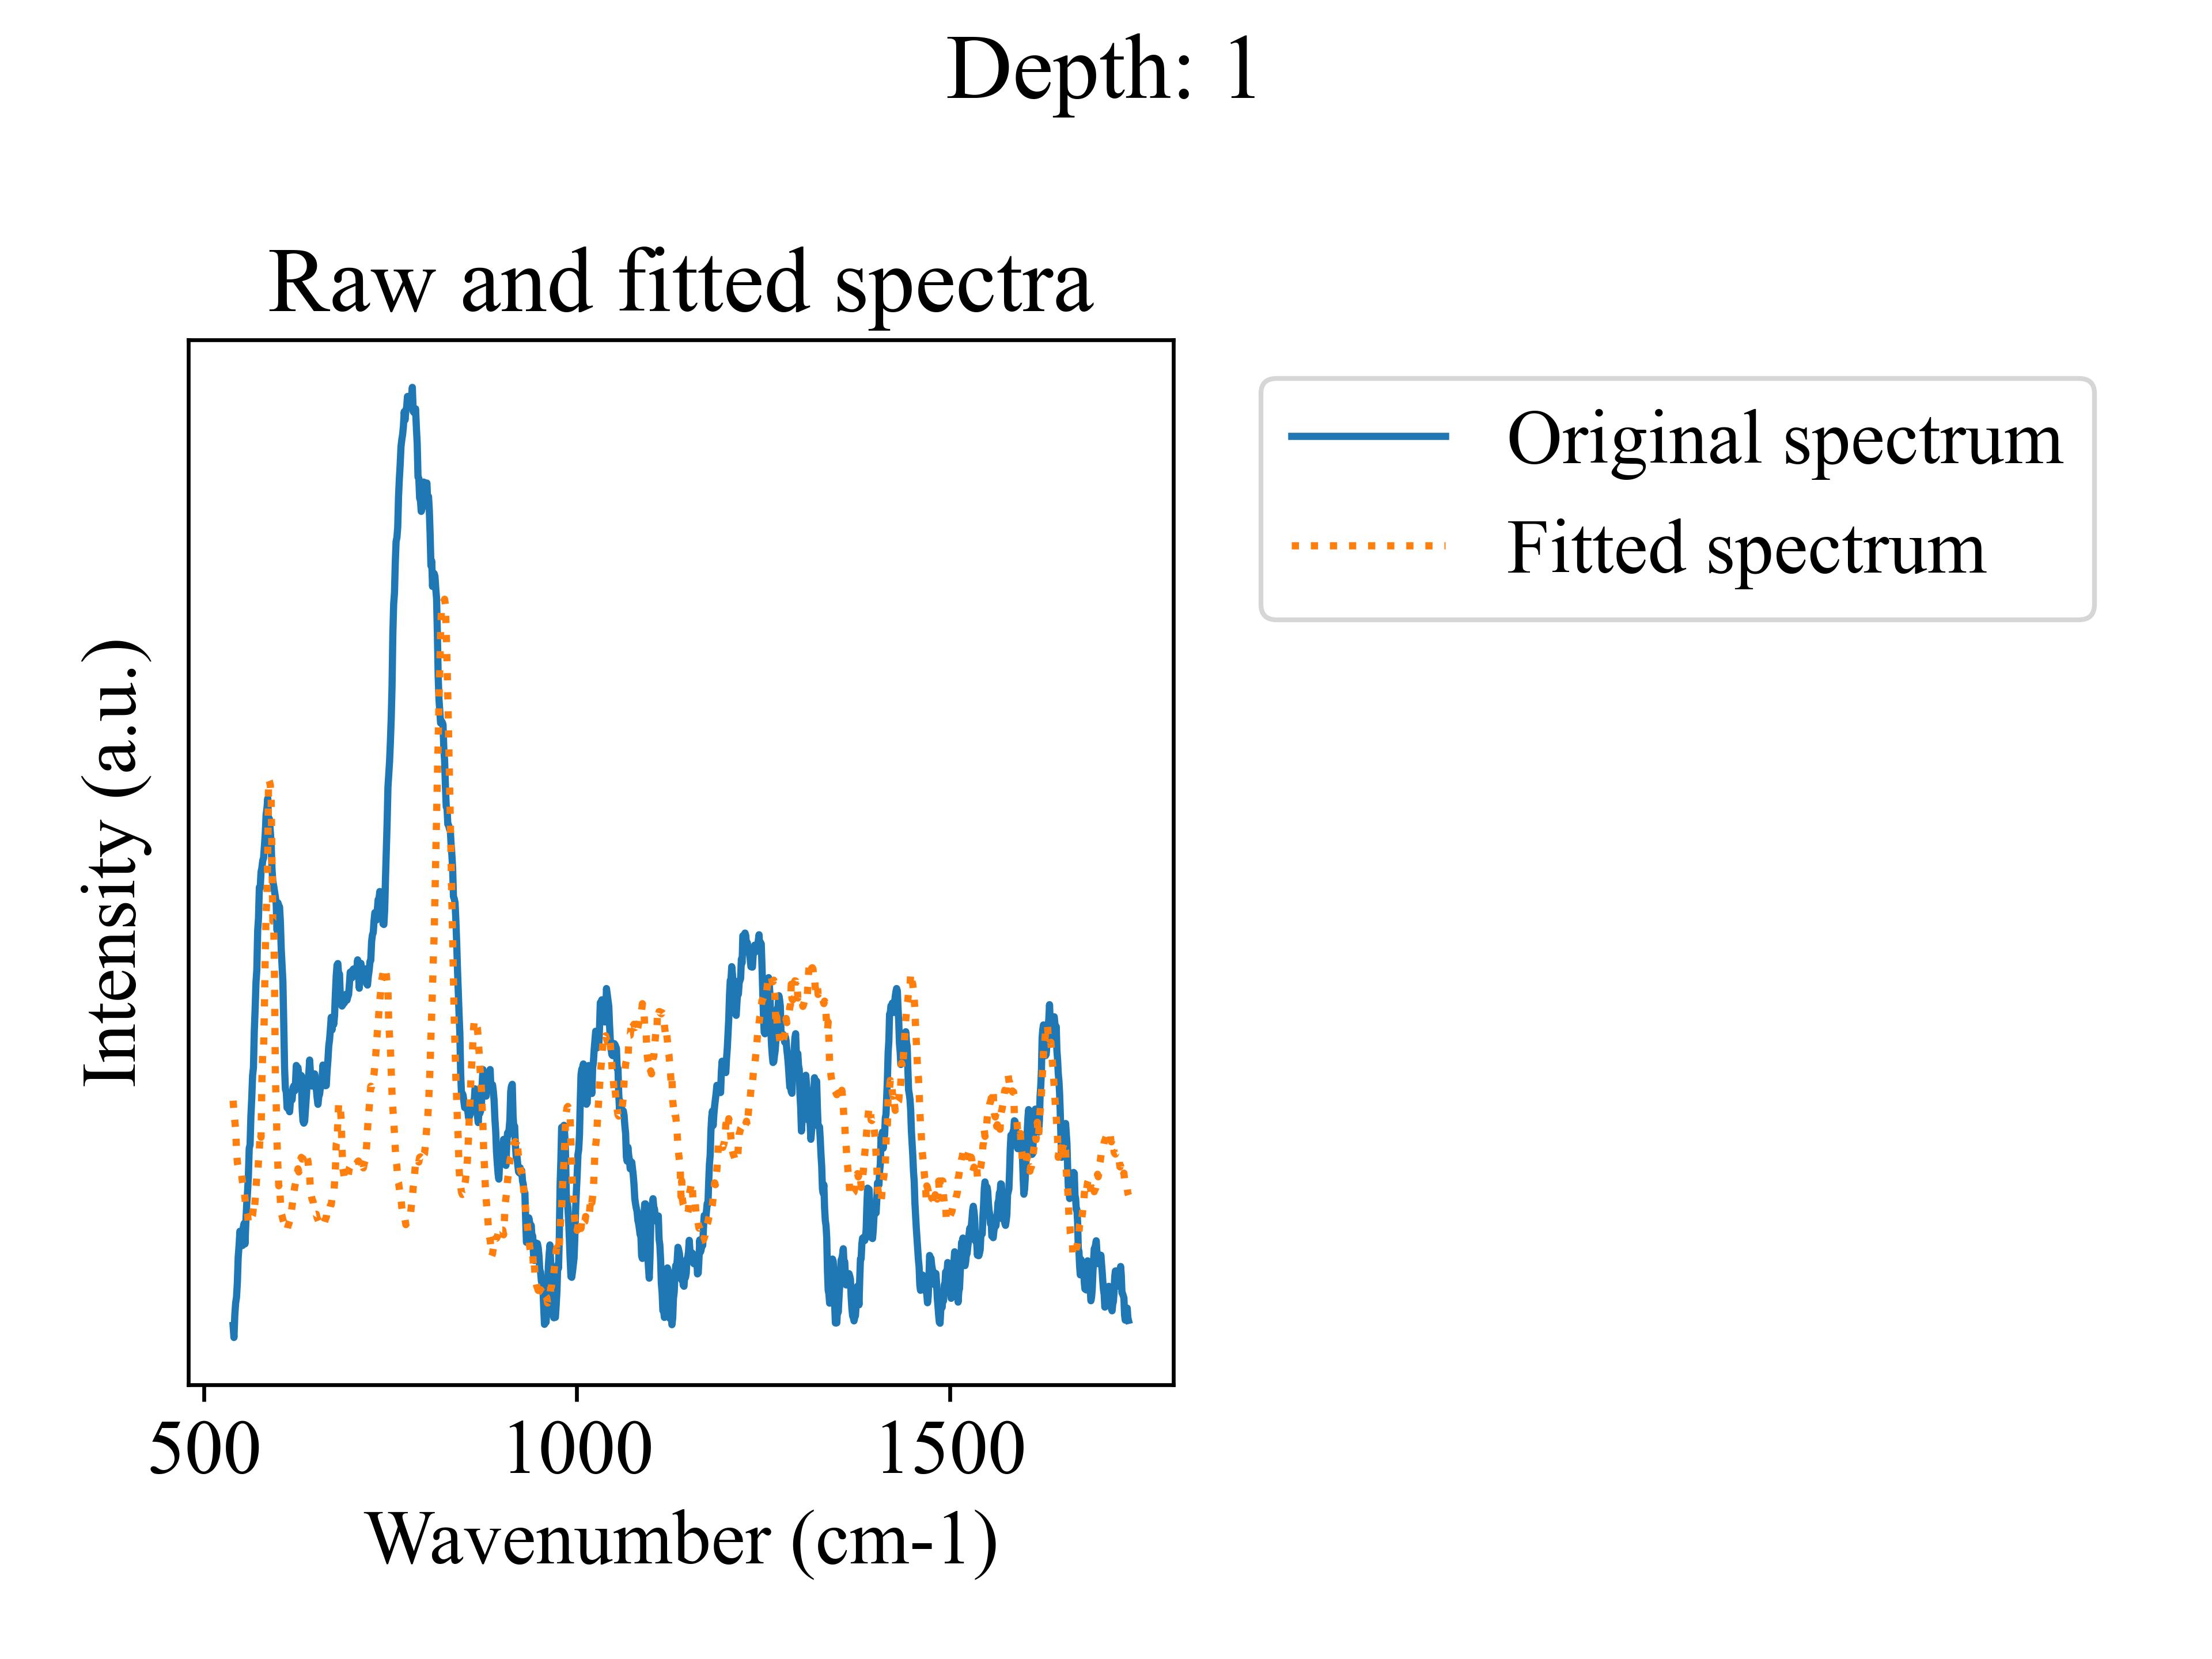 Depth: 1
Raw and fitted spectra
Original spectrum
Fitted spectrum
Intensity (a.u.)
500 1000 1500
Wavenumber (cm-1)